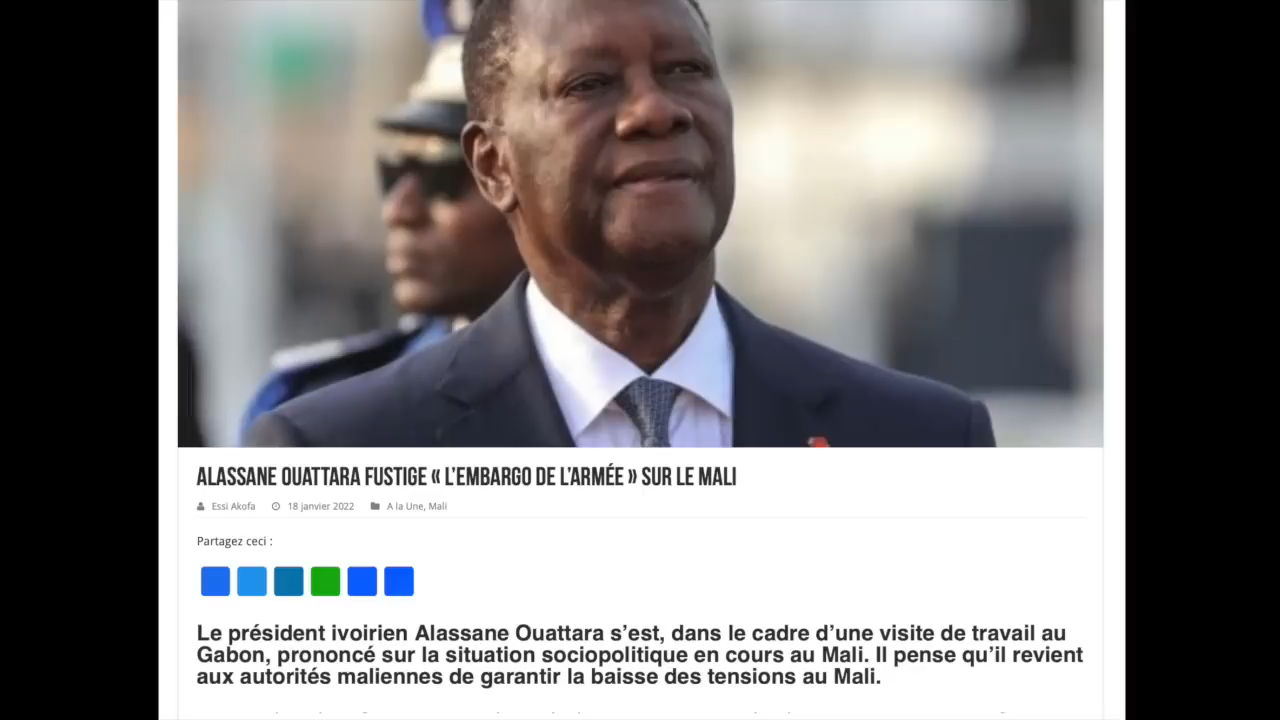 ALASSANE OUATTARA FUSTIGE « L'EMBARGO DE L'ARMÉE » SUR LE MALI
Essi Akofa 18 janvier 2022 A la Une, Mali
Partagez ceci :
Le président ivoirien Alassane Ouattara s'est, dans le cadre d'une visite de travail au
Gabon, prononcé sur la situation sociopolitique en cours au Mali. Il pense qu'il revient
aux autorités maliennes de garantir la baisse des tensions au Mali.